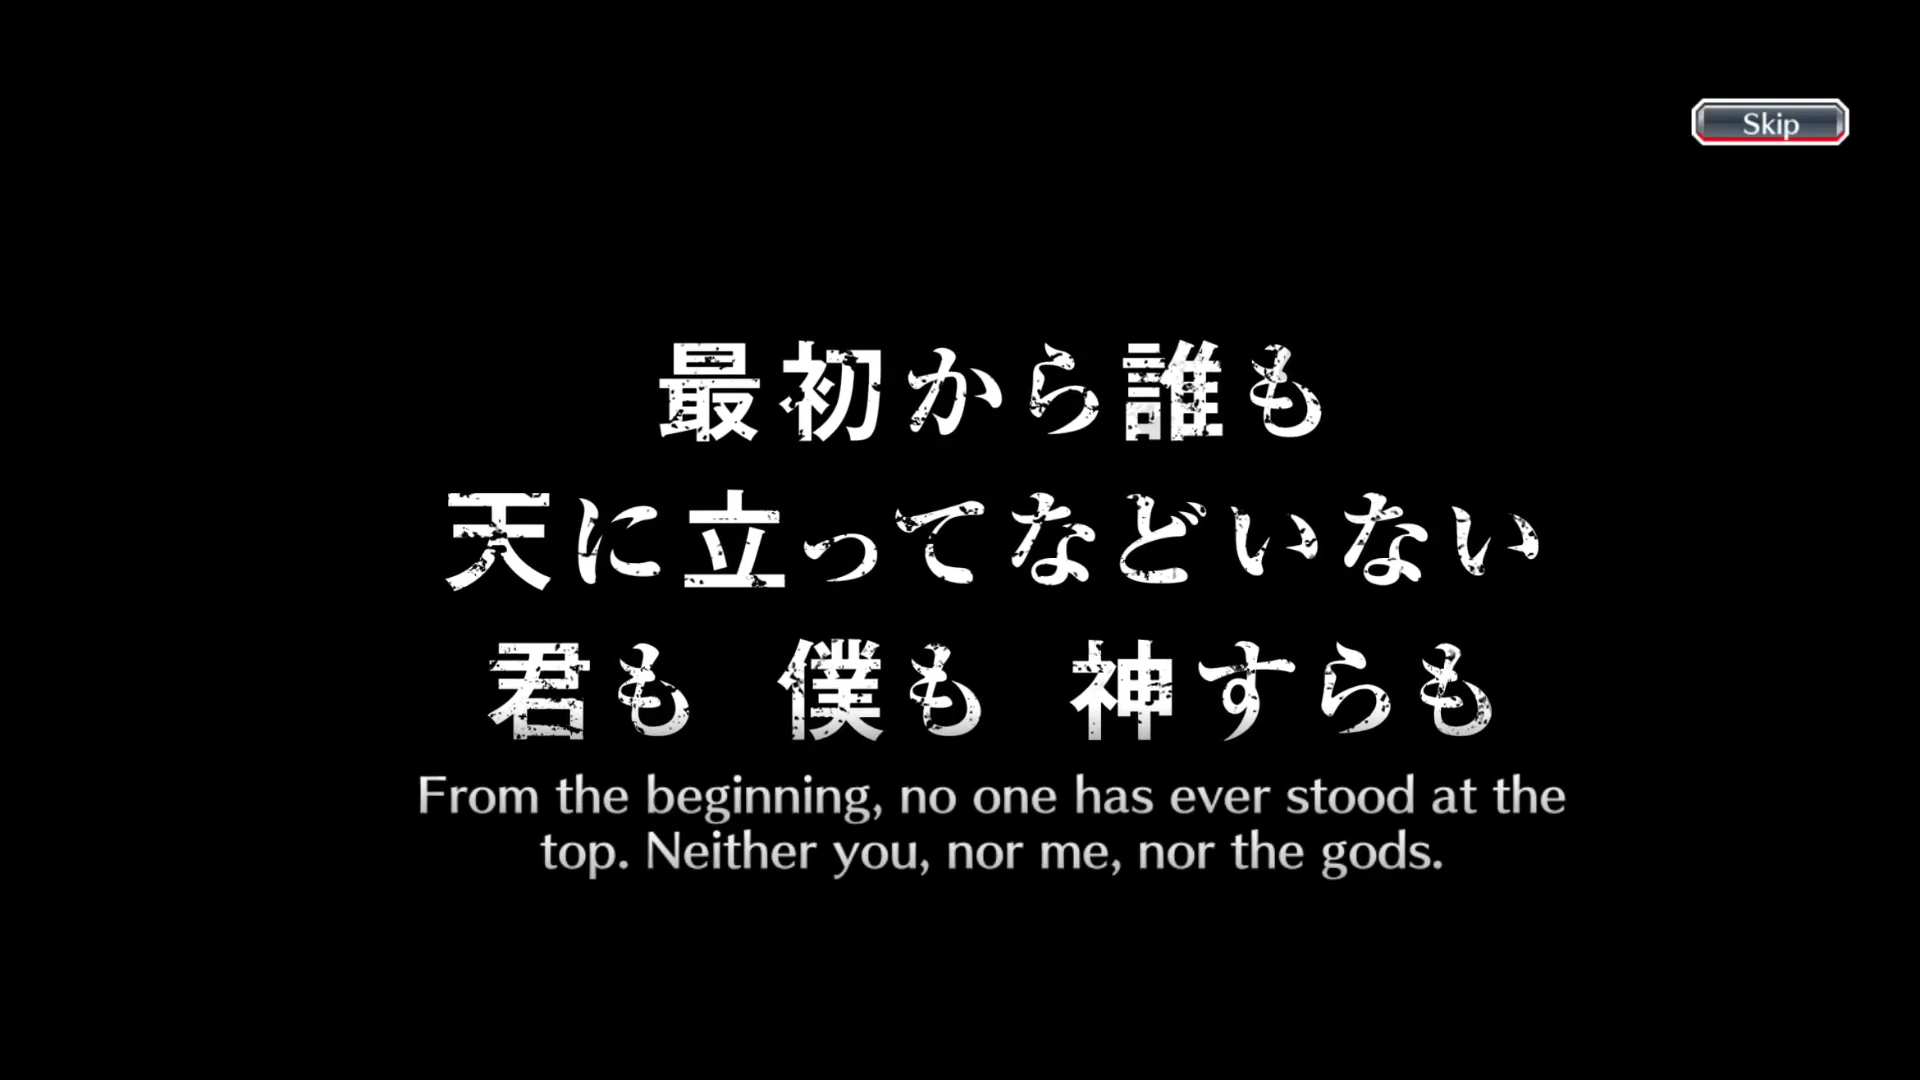 Skip
最初から誰も
天に立ってなどいない
君も 僕も 神すらも
From the beginning, no one has ever stood at the
top. Neither you, nor me, nor the gods.